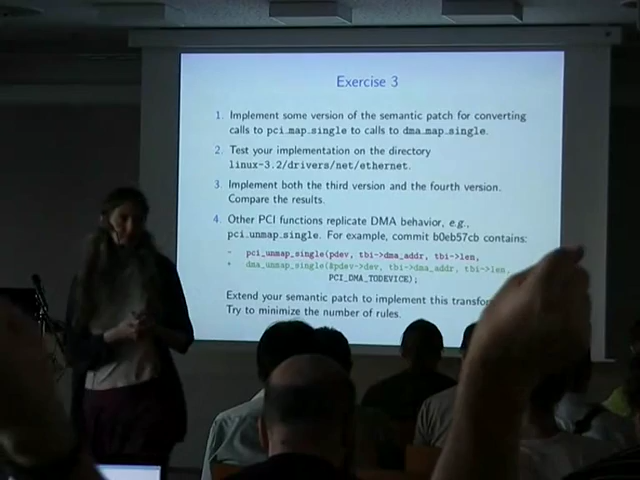 Exercise 3
1. Implement some version of the semantic patch for converting
calls to pci_map_single to calls to dma_map_single.
2. Test your implementation on the directory
linux-3.2/drivers/net/ethernet.
3. Implement both the third version and the fourth version.
Compare the results.
4. Other PCI functions replicate DMA behavior, e.g.,
pci_unmap_single. For example, commit b0eb57cb contains:
- pci_unmap_single(pdev, tbi->dma_addr, tbi->len,
+ dma_unmap_single(&pdev->dev, tbi->dma_addr, tbi->len,
PCI_DMA_TODEVICE);
Extend your semantic patch to implement this
Try to minimize the number of rules.